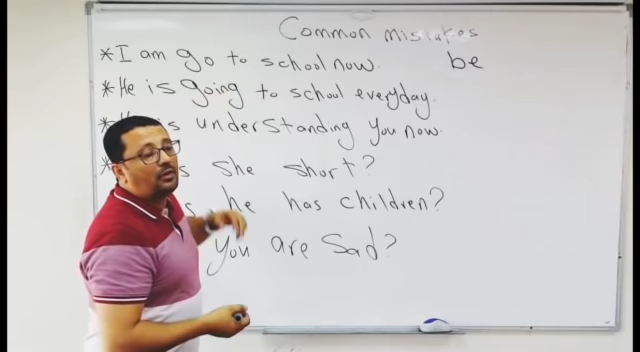 Common mistakes
*I am go to school now. be
*He is going to school everyday.
* is understanding you now.
* she short?
he has children?
you are sad?